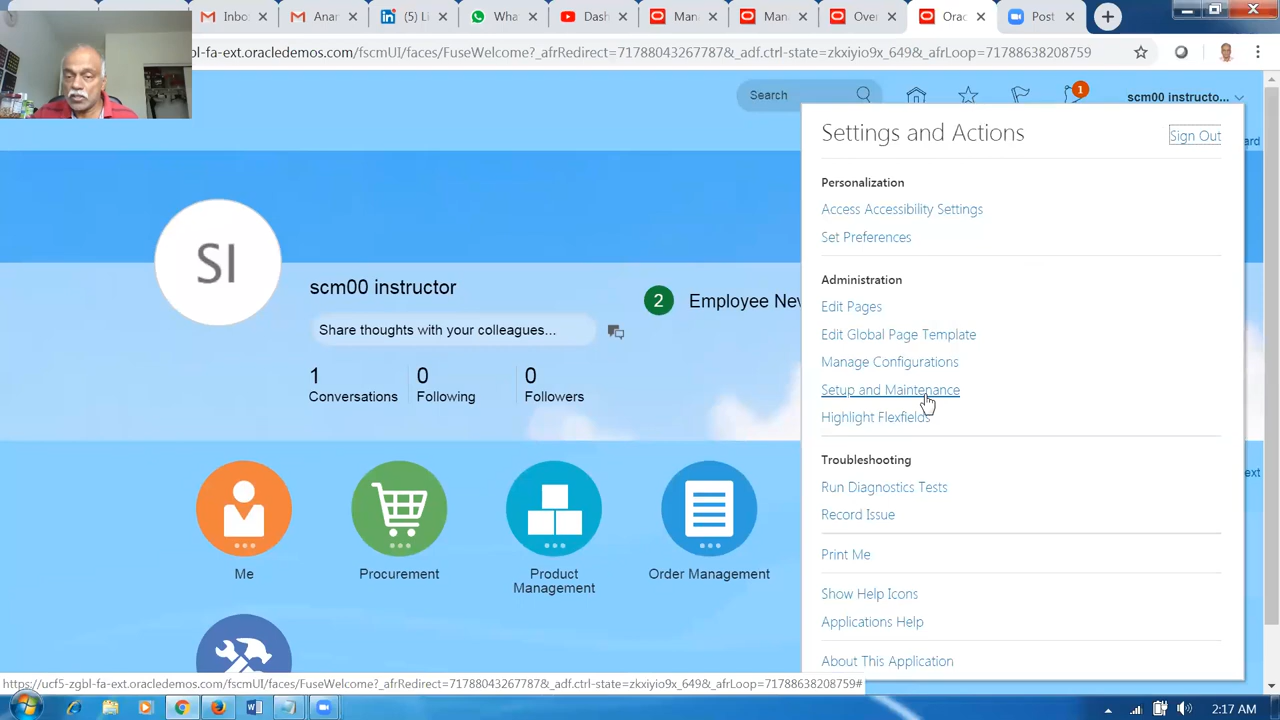 Inbo
Anar
(5) Li
Wha
Dash
Man
Man
Over
Orac
Post
bl-fa-ext.oracledemos.com/fscmUI/faces/FuseWelcome?_afrRedirect=717880432677​87&_adf.ctrl-state=zkxiyio9x_649&_afrLoop=71788638208759
Search
1
scm00 instructo...
Settings and Actions
Sign Out
ard
Personalization
Access Accessibility Settings
Set Preferences
Administration
Edit Pages
Edit Global Page Template
Manage Configurations
Setup and Maintenance
Highlight Flexfields
Troubleshooting
Run Diagnostics Tests
Record Issue
Print Me
Show Help Icons
Applications Help
About This Application
SI
scm00 instructor
Share thoughts with your colleagues...
1
Conversations
0
Following
0
Followers
2
Employee Nev
ext
Me
Procurement
Product
Management
Order Management
https://ucf5-zgbl-fa-ext.oracledemos.com/fscmUI/faces/FuseWelcome?_afrRedirect=71788043267787&_adf.ctrl-state=zkxiyio9x_649&_afrLoop=71788638208759#
2:17 AM